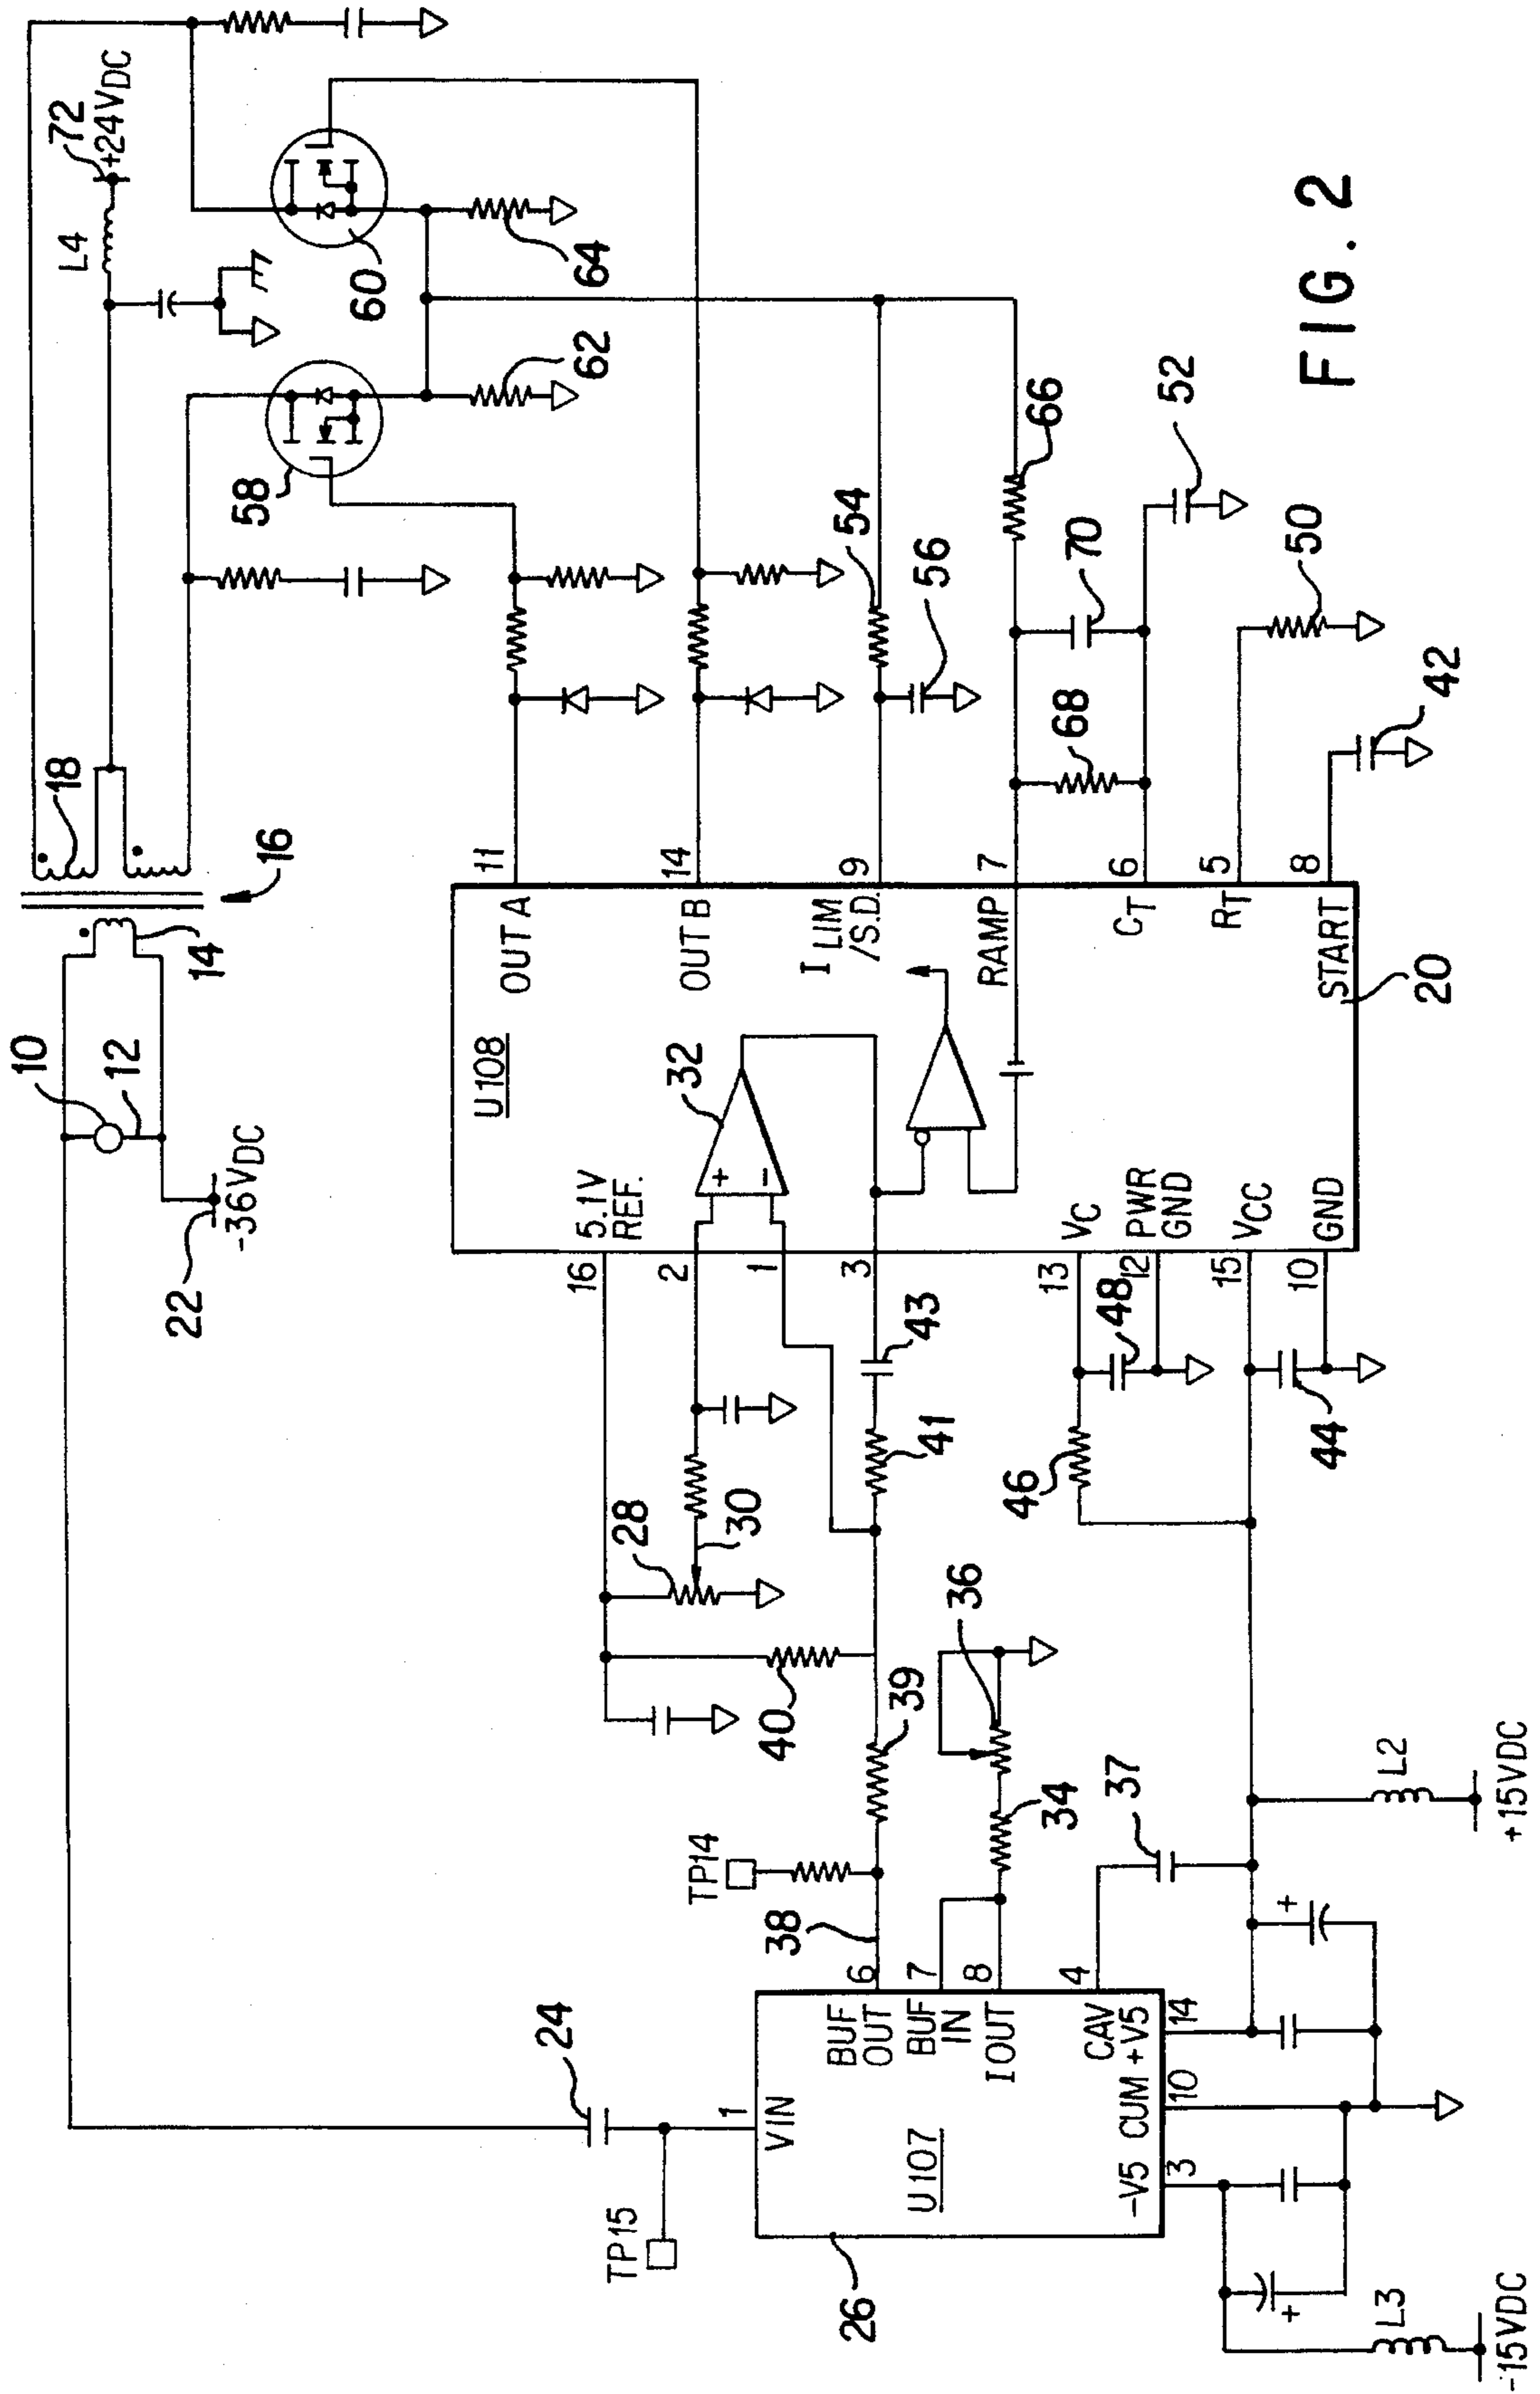 10
12
14
16
18
L4
72
+24VDC
22
-36VDC
58
60
62
64
24
TP15
26
U107
1
VIN
BUF OUT
6
BUF IN
7
IOUT
8
CAV
4
+V5
14
CUM
10
-V5
3
TP14
38
39
40
28
30
41
43
34
36
37
46
48
44
L3
-15VDC
L2
+15VDC
U108
20
16
5.1V REF.
2
+
1
−
32
3
13
VC
12
PWR GND
15
VCC
10
GND
OUT A
11
OUT B
14
I LIM /S.D.
9
RAMP
7
CT
6
RT
5
START
8
54
56
66
68
70
52
50
42
+
+
FIG. 2